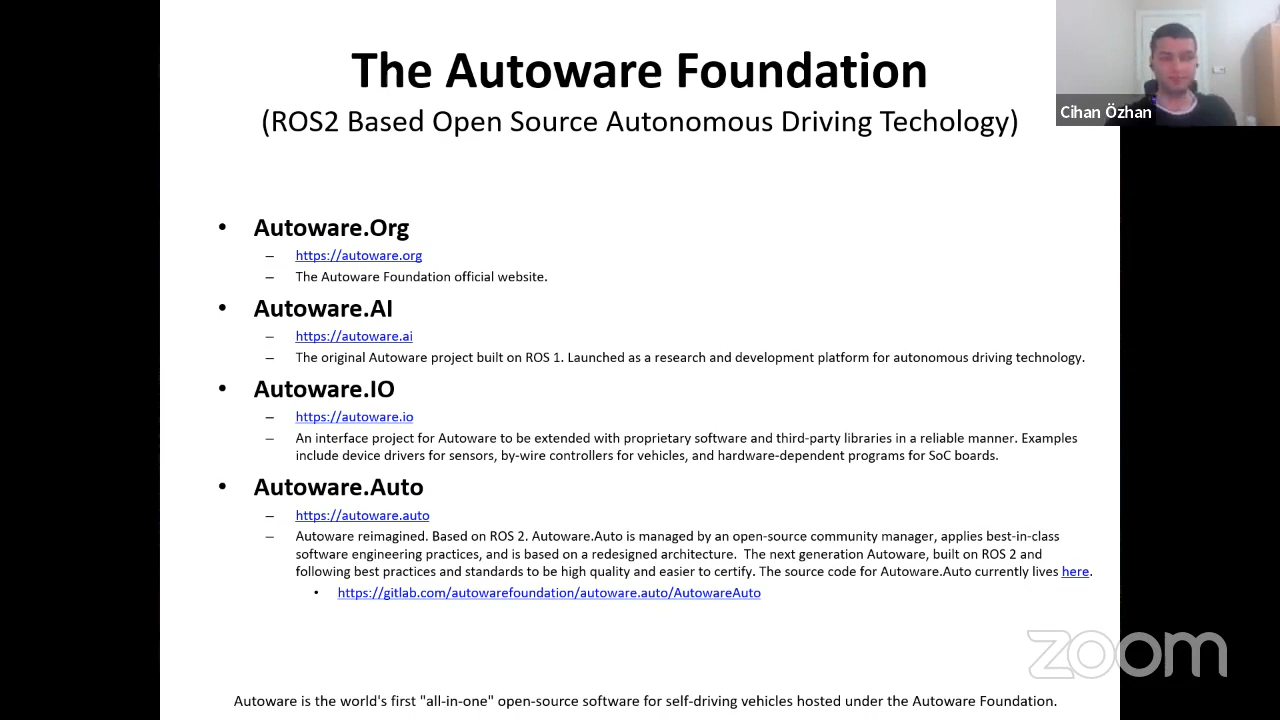 The Autoware Foundation
(ROS2 Based Open Source Autonomous Driving Techology)
Cihan Özhan
• Autoware.Org
– https://autoware.org
– The Autoware Foundation official website.
• Autoware.AI
– https://autoware.ai
– The original Autoware project built on ROS 1. Launched as a research and development platform for autonomous driving technology.
• Autoware.IO
– https://autoware.io
– An interface project for Autoware to be extended with proprietary software and third-party libraries in a reliable manner. Examples
include device drivers for sensors, by-wire controllers for vehicles, and hardware-dependent programs for SoC boards.
• Autoware.Auto
– https://autoware.auto
– Autoware reimagined. Based on ROS 2. Autoware.Auto is managed by an open-source community manager, applies best-in-class
software engineering practices, and is based on a redesigned architecture. The next generation Autoware, built on ROS 2 and
following best practices and standards to be high quality and easier to certify. The source code for Autoware.Auto currently lives here.
• https://gitlab.com/autowarefoundation/autoware.auto/AutowareAuto
zoom
Autoware is the world's first "all-in-one" open-source software for self-driving vehicles hosted under the Autoware Foundation.